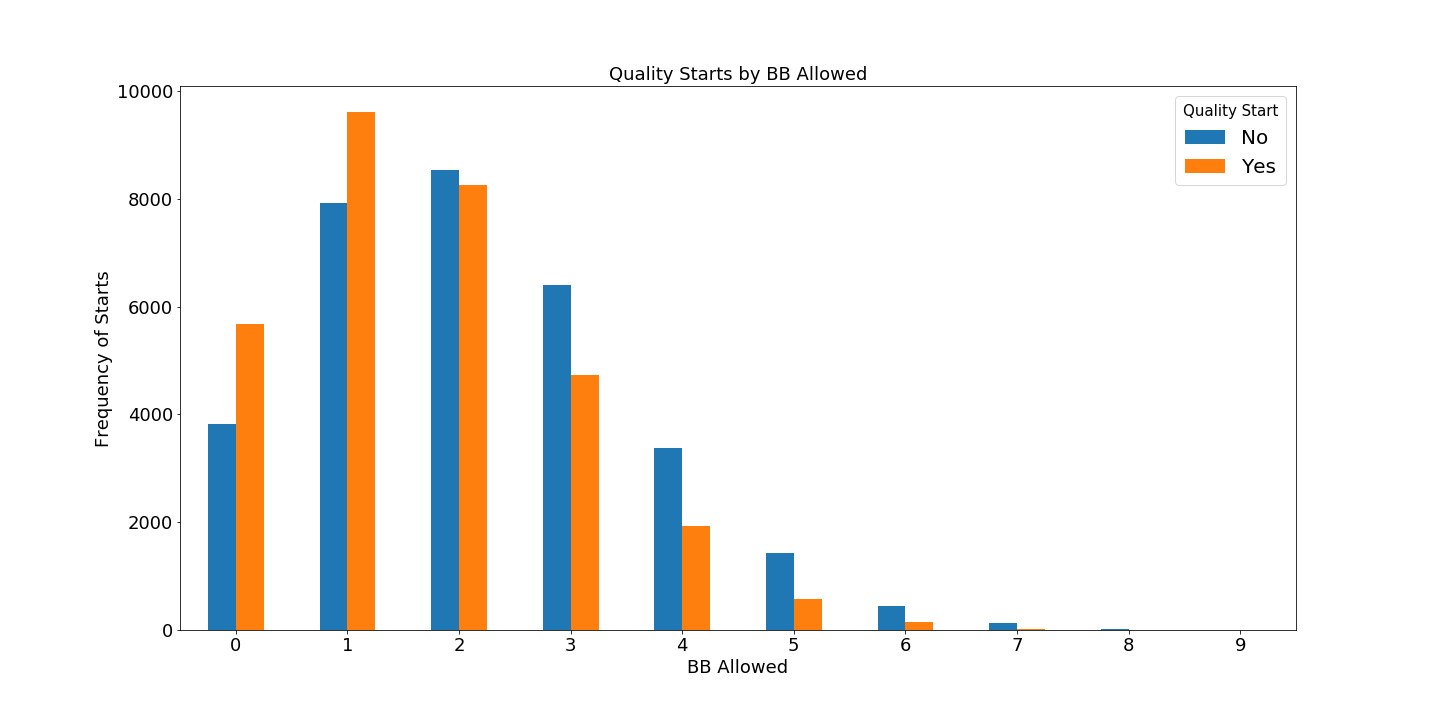 Quality Starts by BB Allowed
10000
8000
6000
4000
2000
0
Frequency of Starts
Quality Start
No
Yes
0 1 2 3 4 5 6 7 8 9
BB Allowed